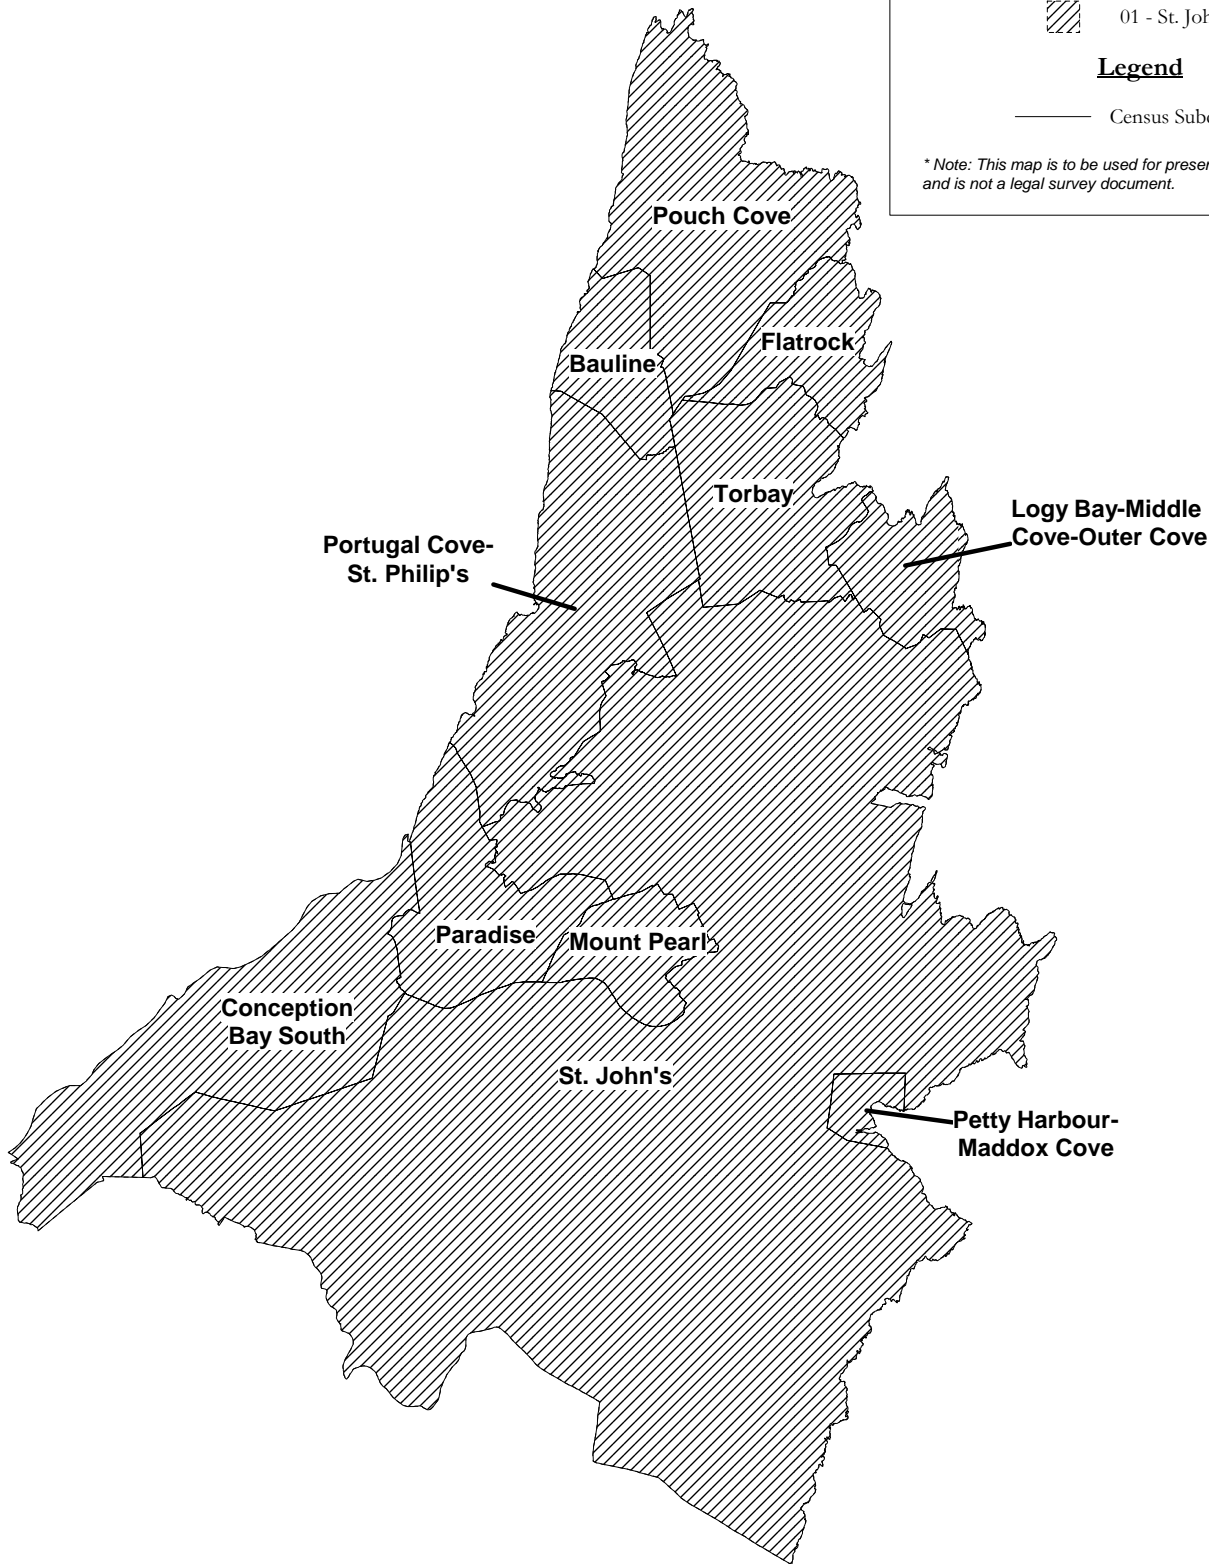 01 - St. Joh
Legend
Census Subd
* Note: This map is to be used for presen
and is not a legal survey document.
Pouch Cove
Flatrock
Bauline
Torbay
Logy Bay-Middle
Cove-Outer Cove
Portugal Cove-
St. Philip's
Paradise
Mount Pearl
Conception
Bay South
St. John's
Petty Harbour-
Maddox Cove